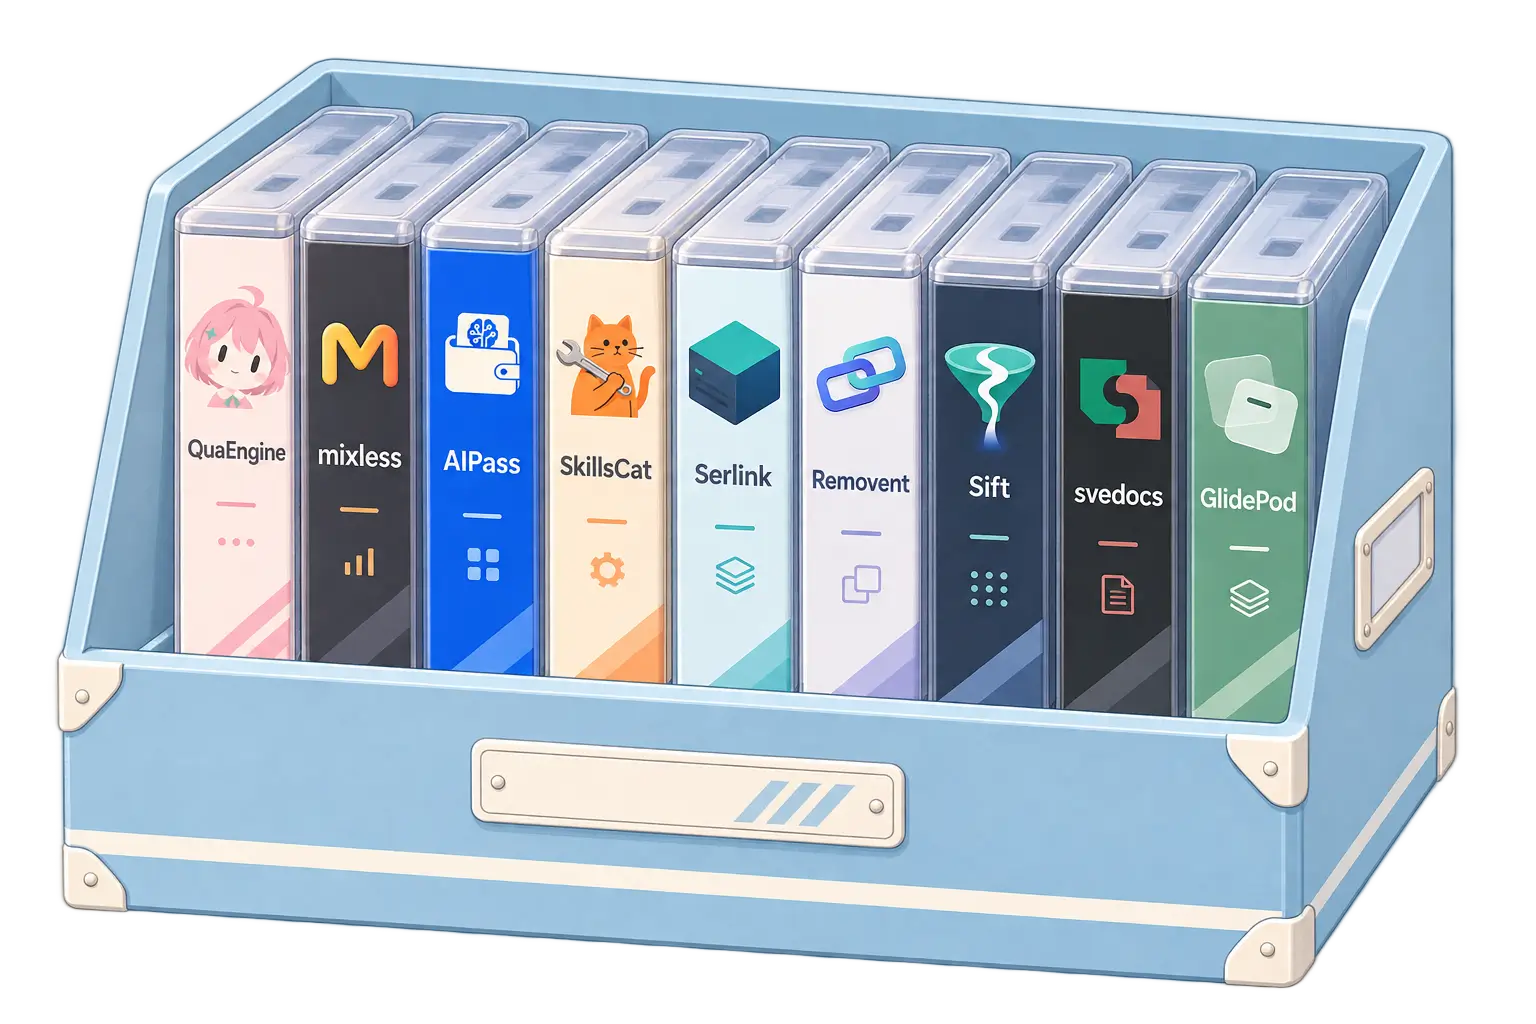 QuaEngine
mixless
AIPass
SkillsCat
Serlink
Removent
Sift
svedocs
GlidePod